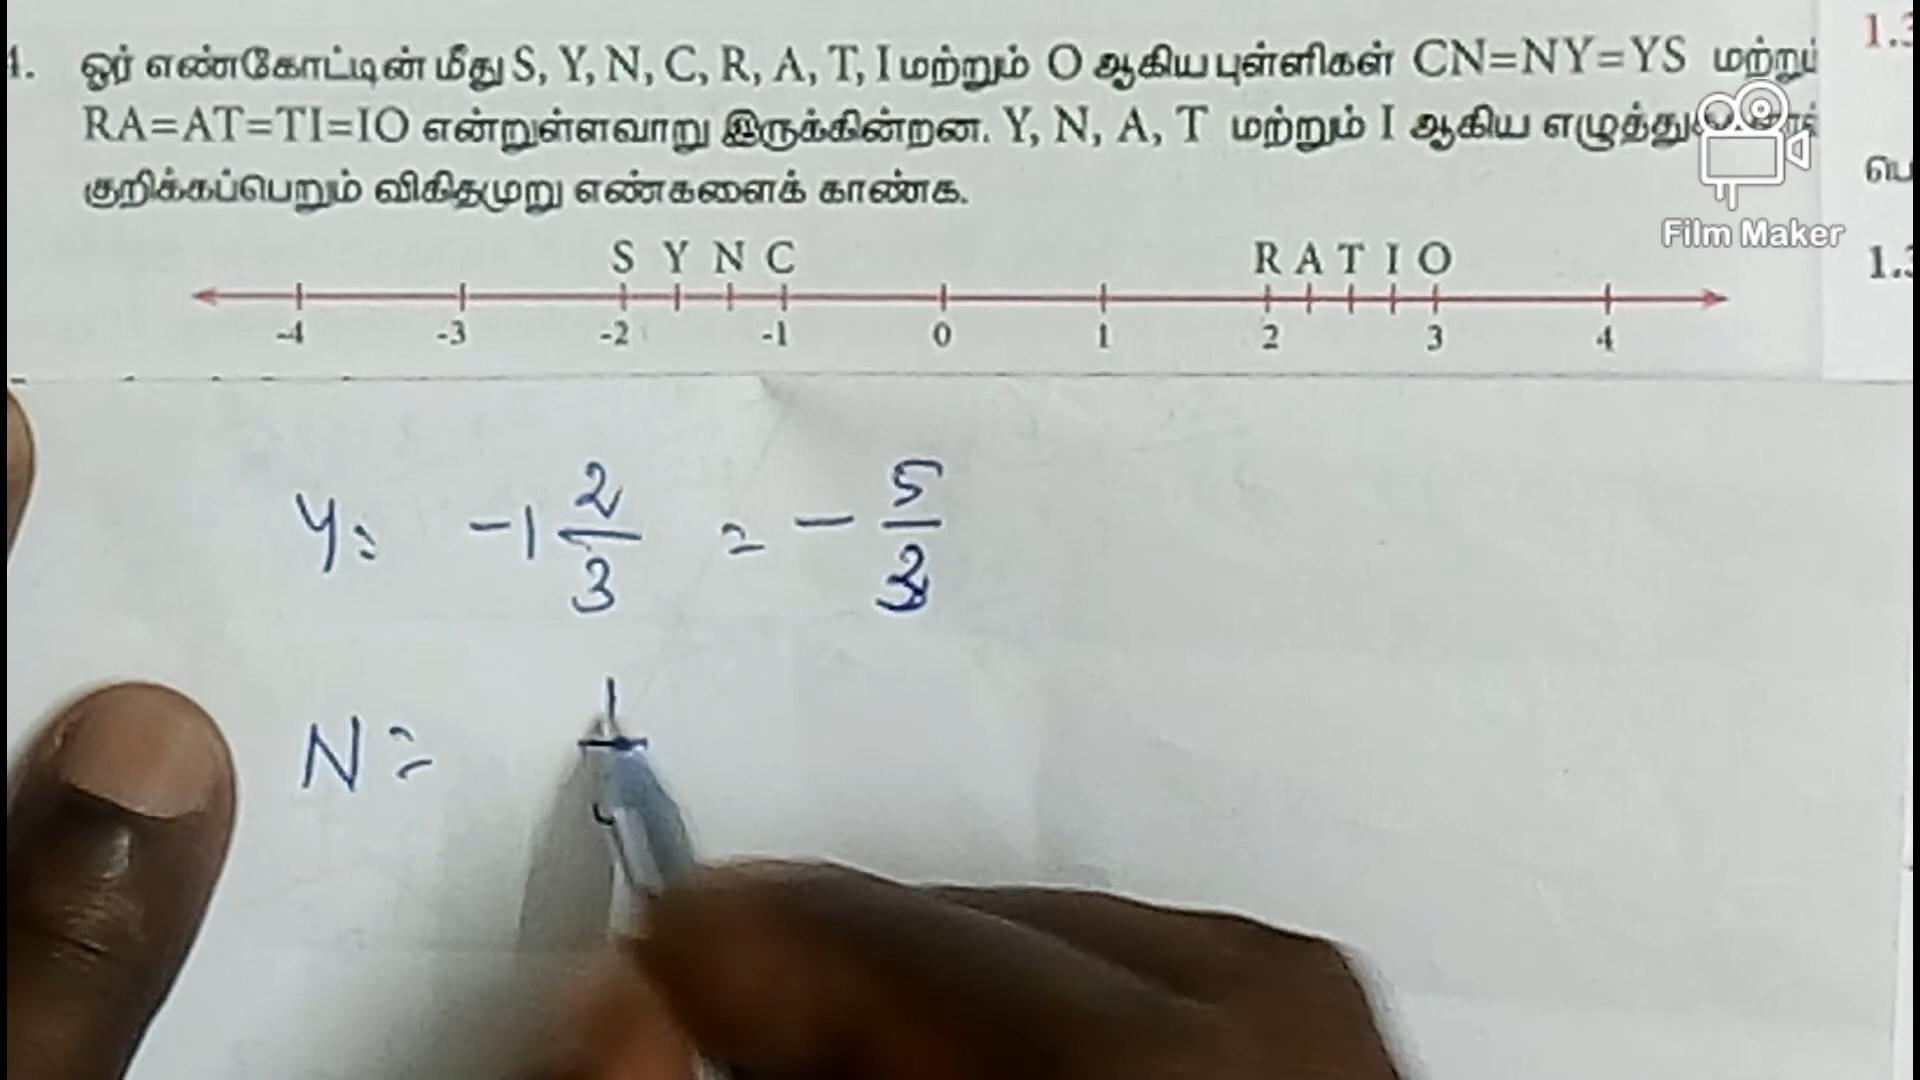 4. ஓர் எண்கோட்டின் மீது S, Y, N, C, R, A, T, I மற்றும் O ஆகிய புள்ளிகள் CN=NY=YS மற்றும்
RA=AT=TI=IO என்றுள்ளவாறு இருக்கின்றன. Y, N, A, T மற்றும் I ஆகிய
குறிக்கப்பெறும் விகிதமுறு எண்களைக் காண்க.
S Y N C R A T I O
-4 -3 -2 -1 0 1 2 3 4
Y= -1 2/3 = - 5/3
N= 1
Film Maker
1.3
பெ
1.3